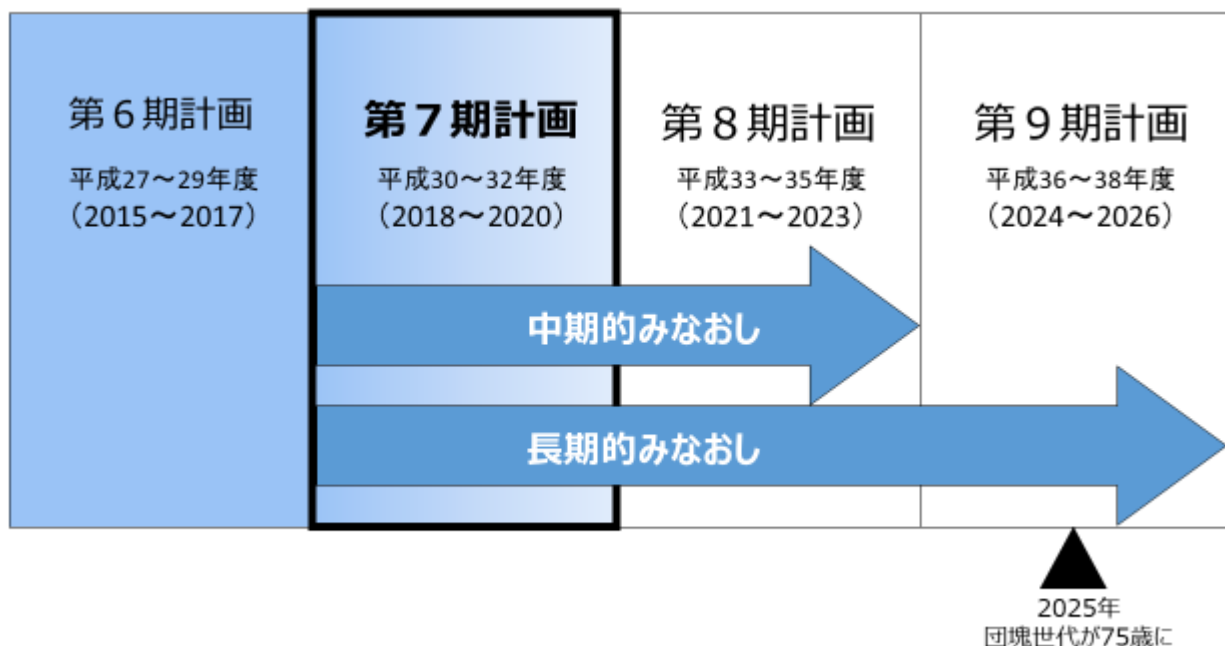 第６期計画
平成27～29年度
（2015～2017）
第７期計画
平成30～32年度
（2018～2020）
第８期計画
平成33～35年度
（2021～2023）
第９期計画
平成36～38年度
（2024～2026）
中期的みなおし
長期的みなおし
2025年
団塊世代が75歳に